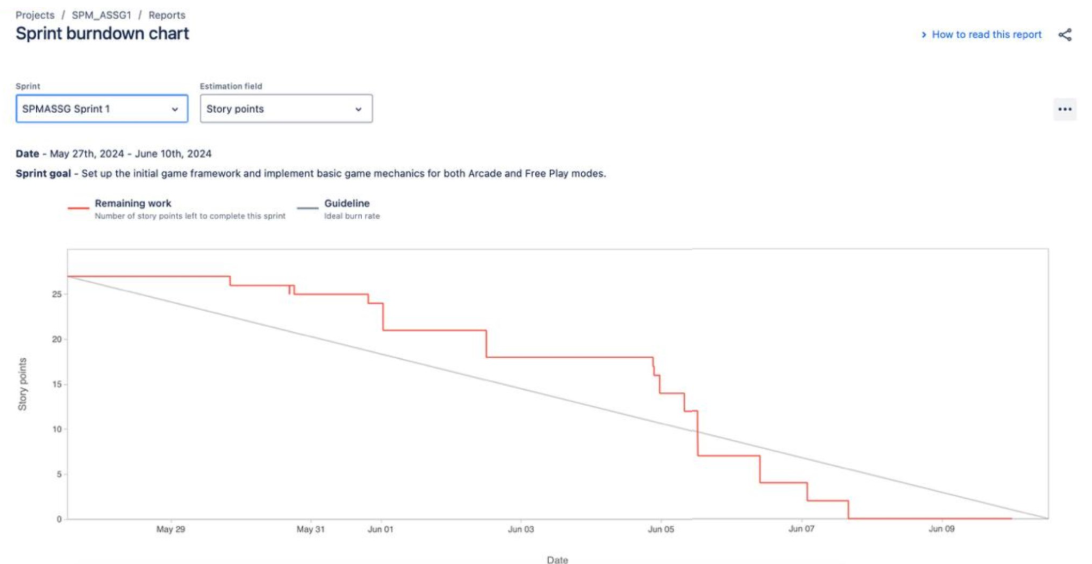 Projects / SPM_ASSG1 / Reports
Sprint burndown chart
How to read this report
Sprint
Estimation field
SPMASSG Sprint 1
Story points
Date - May 27th, 2024 - June 10th, 2024
Sprint goal - Set up the initial game framework and implement basic game mechanics for both Arcade and Free Play modes.
Remaining work
Number of story points left to complete this sprint
Guideline
Ideal burn rate
Story points
25
20
15
10
5
0
May 29
May 31
Jun 01
Jun 03
Jun 05
Jun 07
Jun 09
Date